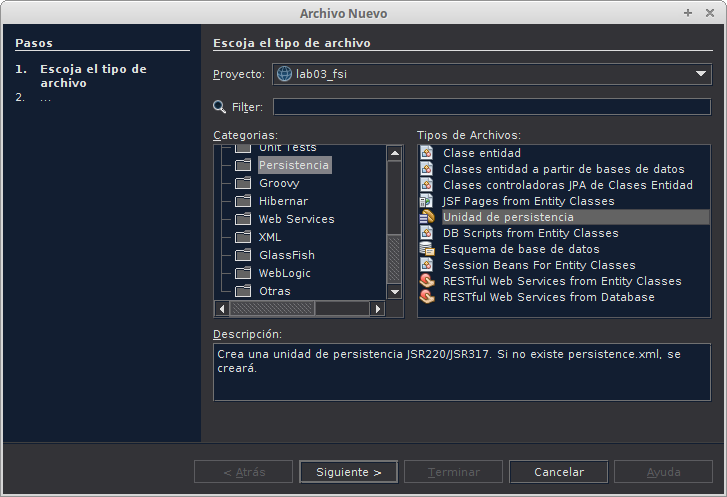 Archivo Nuevo
Pasos
1. Escoja el tipo de
archivo
2. ...
Escoja el tipo de archivo
Proyecto: lab03_fsi
Filter:
Categorias:
Unit Tests
Persistencia
Groovy
Hibernar
Web Services
XML
GlassFish
WebLogic
Otras
Tipos de Archivos:
Clase entidad
Clases entidad a partir de bases de datos
Clases controladoras JPA de Clases Entidad
JSF Pages from Entity Classes
Unidad de persistencia
DB Scripts from Entity Classes
Esquema de base de datos
Session Beans For Entity Classes
RESTful Web Services from Entity Classes
RESTful Web Services from Database
Descripción:
Crea una unidad de persistencia JSR220/JSR317. Si no existe persistence.xml, se
creará.
< Atrás
Siguiente >
Terminar
Cancelar
Ayuda